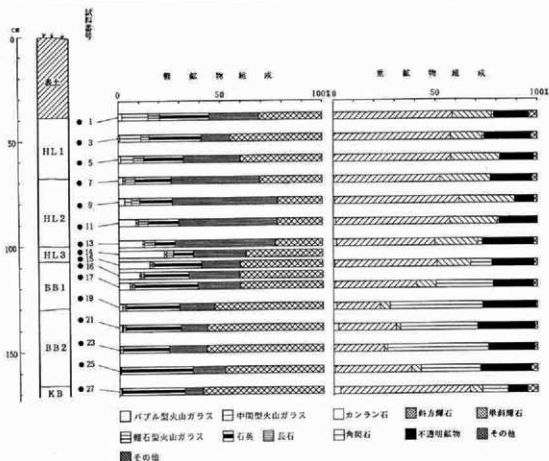 試料番号
cm
0
50
100
150
表土
HL1
HL2
HL3
BB1
BB2
KB
1
3
5
7
9
11
13
14
15
16
17
19
21
23
25
27
軽鉱物組成
0 50 100%
重鉱物組成
0 50 100%
バブル型火山ガラス
中間型火山ガラス
軽石型火山ガラス
石英
長石
その他
カンラン石
斜方輝石
単斜輝石
角閃石
不透明鉱物
その他